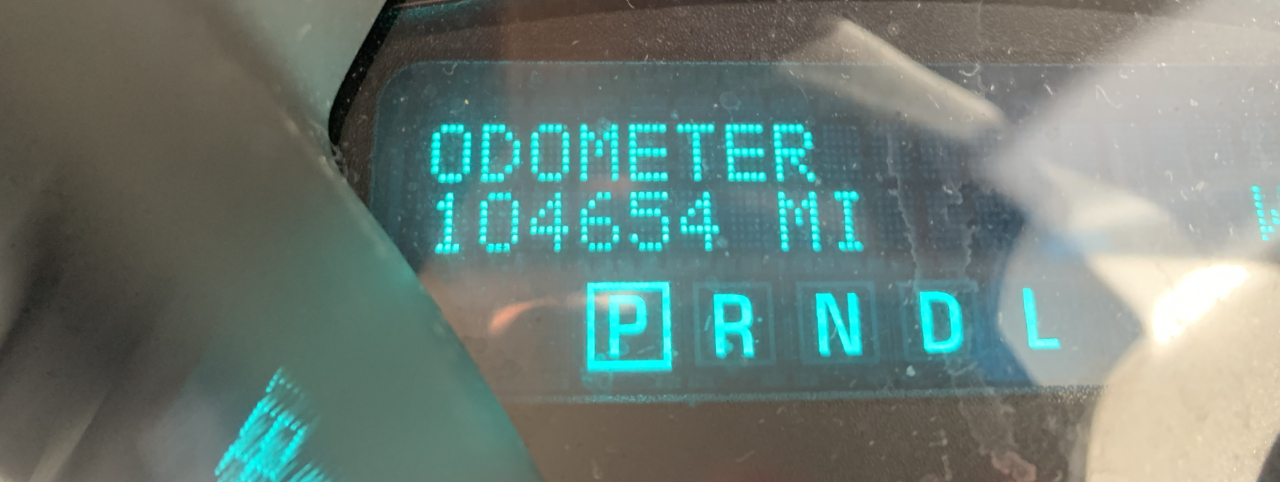 ODOMETER
104654 MI
P R N D L